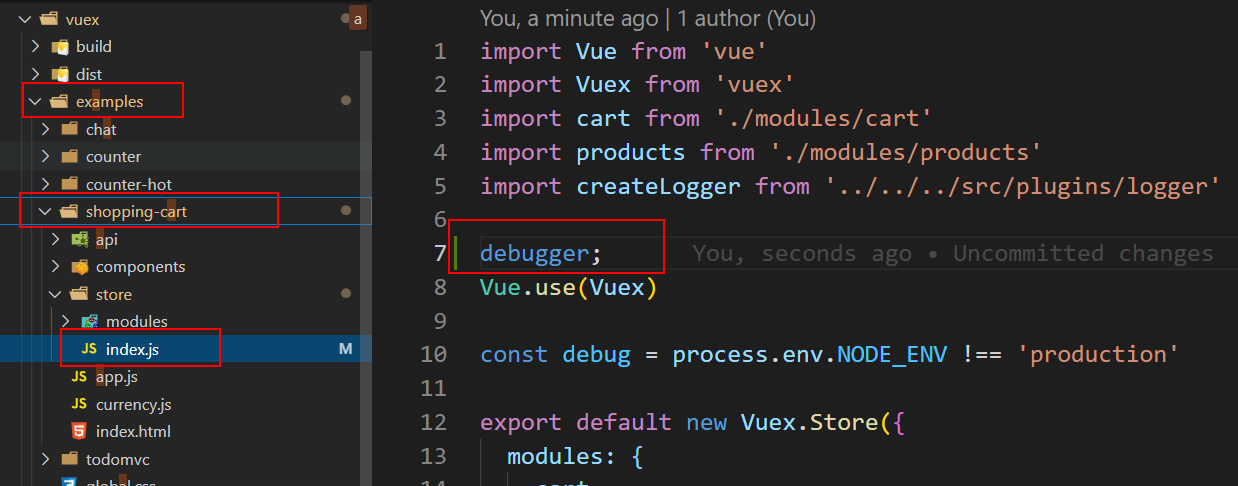 vuex
a
build
dist
examples
chat
counter
counter-hot
shopping-cart
api
components
store
modules
JS index.js M
JS app.js
JS currency.js
index.html
todomvc
global.css
You, a minute ago | 1 author (You)
1 import Vue from 'vue'
2 import Vuex from 'vuex'
3 import cart from './modules/cart'
4 import products from './modules/products'
5 import createLogger from '../../../src/plugins/logger'
6
7 debugger; You, seconds ago • Uncommitted changes
8 Vue.use(Vuex)
9
10 const debug = process.env.NODE_ENV !== 'production'
11
12 export default new Vuex.Store({
13 modules: {
14 cart